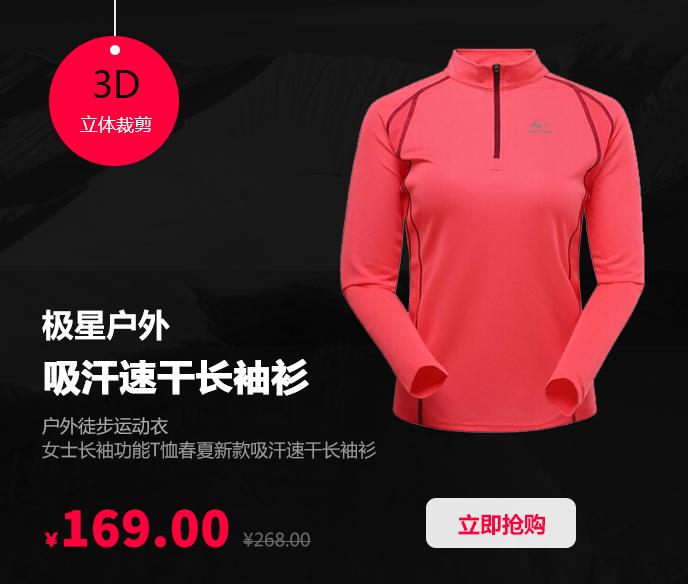 3D
立体裁剪
极星户外
吸汗速干长袖衫
户外徒步运动衣
女士长袖功能T恤春夏新款吸汗速干长袖衫
¥169.00 ¥268.00
立即抢购